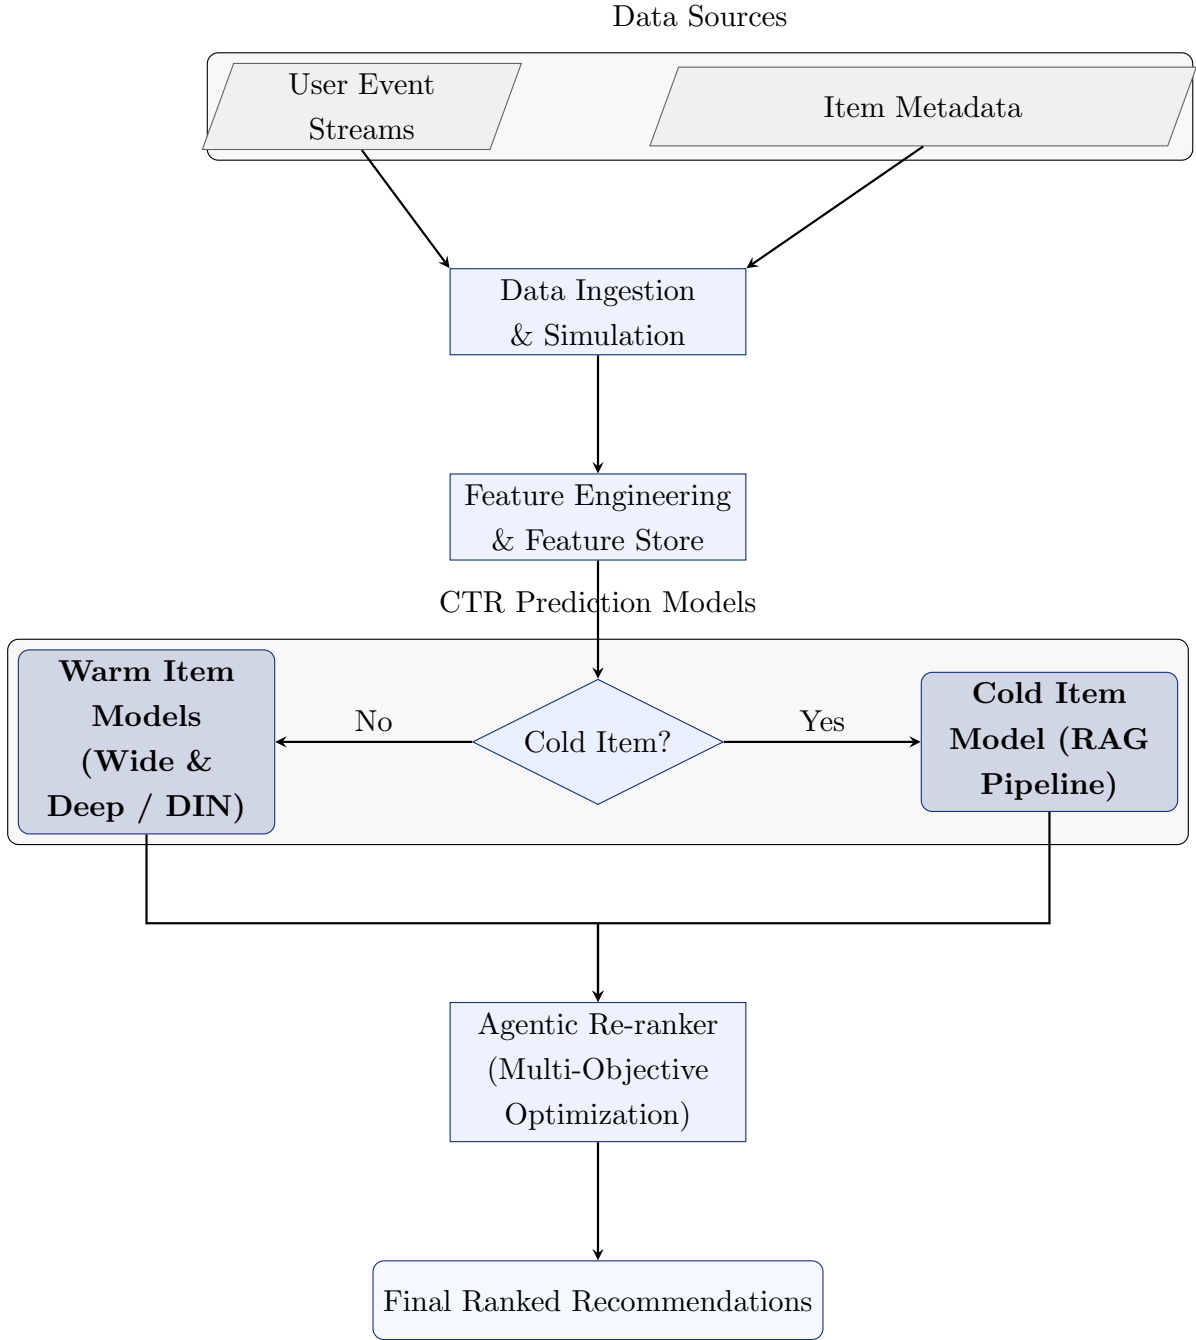 Data Sources
User Event
Streams
Item Metadata
Data Ingestion
& Simulation
Feature Engineering
& Feature Store
CTR Prediction Models
Warm Item
Models
(Wide &
Deep / DIN)
No
Cold Item?
Yes
Cold Item
Model (RAG
Pipeline)
Agentic Re-ranker
(Multi-Objective
Optimization)
Final Ranked Recommendations